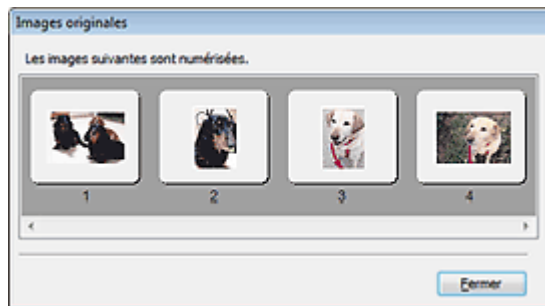 Images originales
Les images suivantes sont numérisées.
1 2 3 4
Fermer